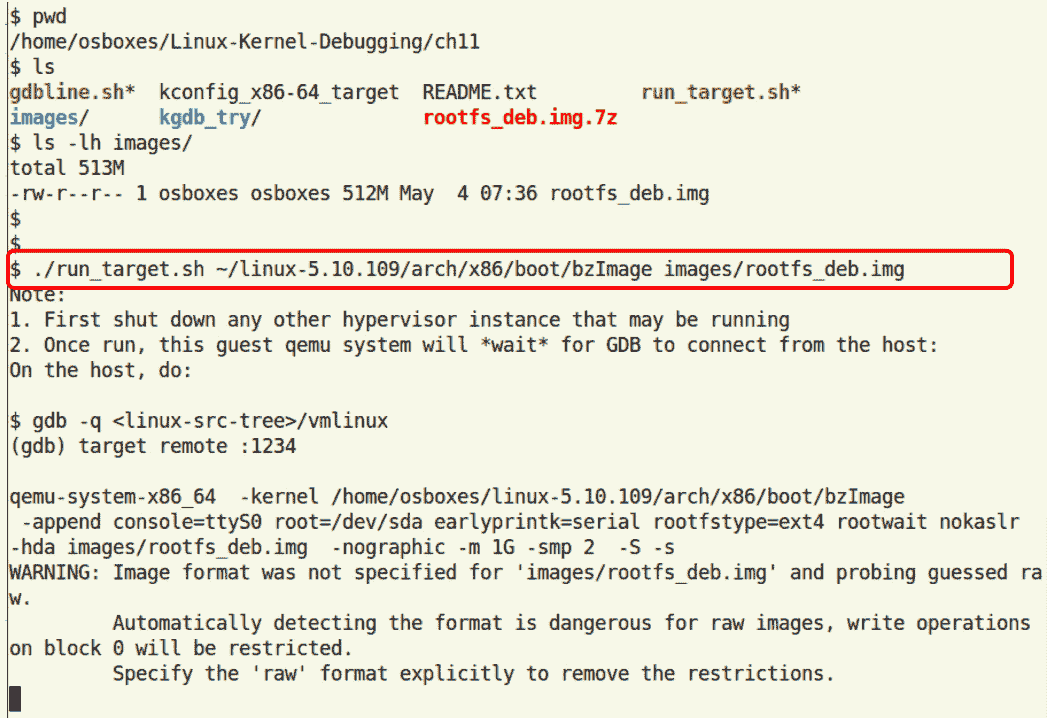 $ pwd
/home/osboxes/Linux-Kernel-Debugging/ch11
$ ls
gdbline.sh*  kconfig_x86-64_target  README.txt         run_target.sh*
images/      kgdb_try/              rootfs_deb.img.7z
$ ls -lh images/
total 513M
-rw-r--r-- 1 osboxes osboxes 512M May  4 07:36 rootfs_deb.img
$
$
$ ./run_target.sh ~/linux-5.10.109/arch/x86/boot/bzImage images/rootfs_deb.img
Note:
1. First shut down any other hypervisor instance that may be running
2. Once run, this guest qemu system will *wait* for GDB to connect from the host:
On the host, do:

$ gdb -q <linux-src-tree>/vmlinux
(gdb) target remote :1234

qemu-system-x86_64  -kernel /home/osboxes/linux-5.10.109/arch/x86/boot/bzImage
 -append console=ttyS0 root=/dev/sda earlyprintk=serial rootfstype=ext4 rootwait nokaslr
-hda images/rootfs_deb.img  -nographic -m 1G -smp 2  -S -s
WARNING: Image format was not specified for 'images/rootfs_deb.img' and probing guessed ra
w.
         Automatically detecting the format is dangerous for raw images, write operations
on block 0 will be restricted.
         Specify the 'raw' format explicitly to remove the restrictions.